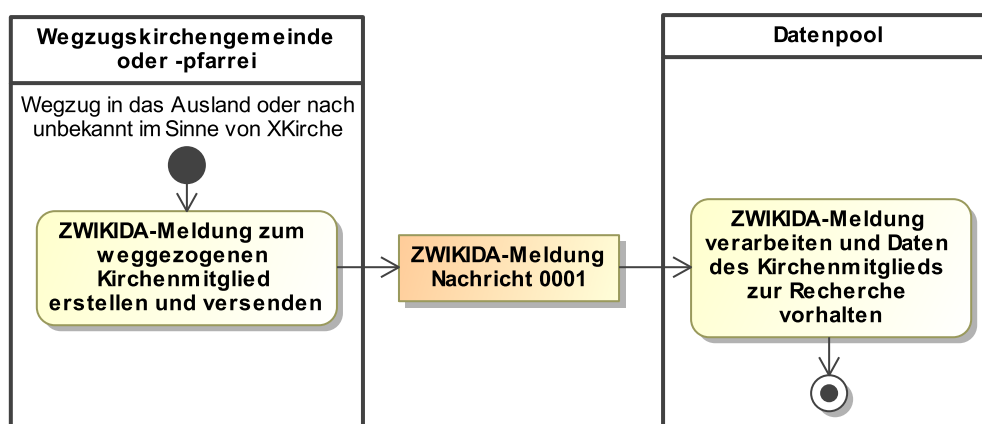 Wegzugskirchengemeinde
oder -pfarrei
Wegzug in das Ausland oder nach
unbekannt im Sinne von XKirche
ZWIKIDA-Meldung zum
weggezogenen
Kirchenmitglied
erstellen und versenden
ZWIKIDA-Meldung
Nachricht 0001
Datenpool
ZWIKIDA-Meldung
verarbeiten und Daten
des Kirchenmitglieds
zur Recherche
vorhalten